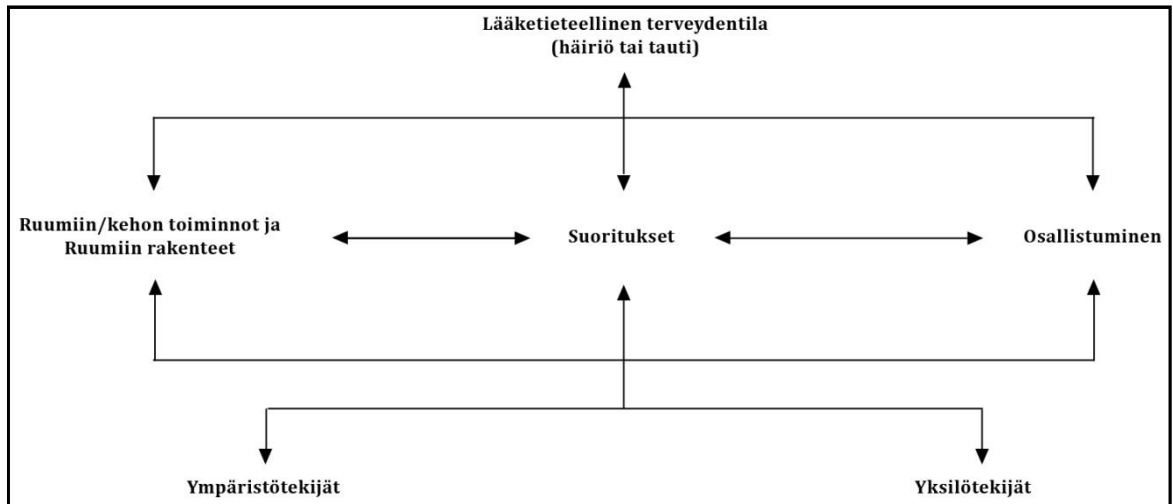 Lääketieteellinen terveydentila
(häiriö tai tauti)
Ruumiin/kehon toiminnot ja
Ruumiin rakenteet
Suoritukset
Osallistuminen
Ympäristötekijät
Yksilötekijät